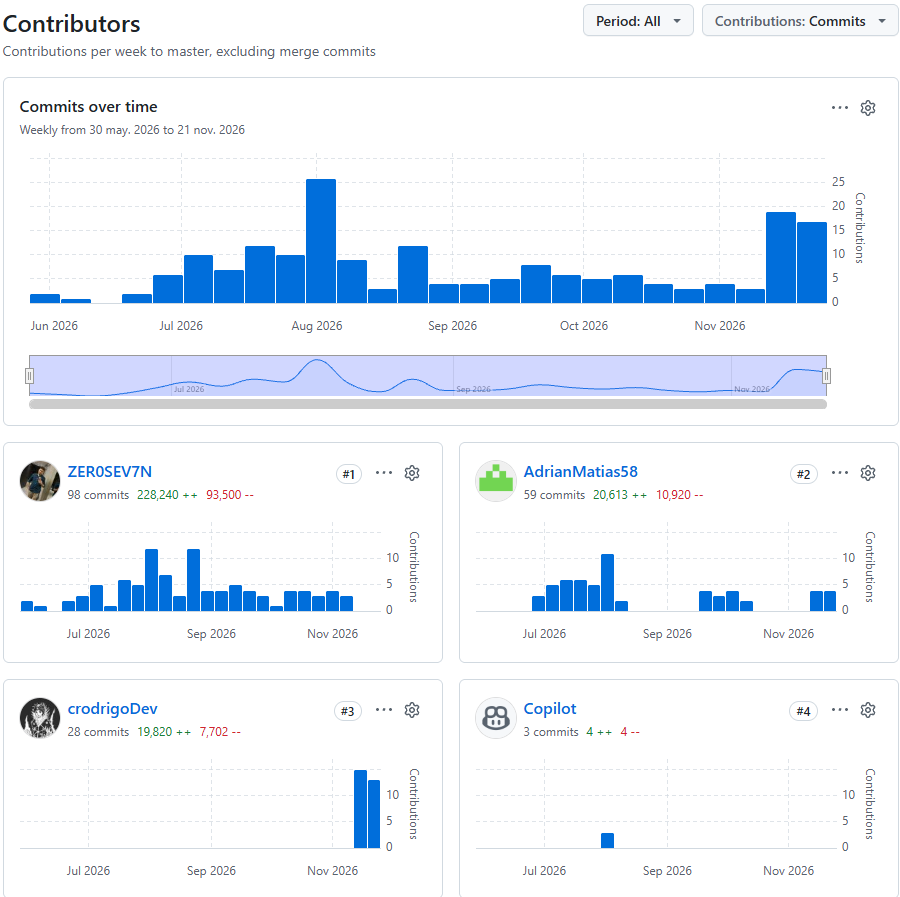 Contributors
Period: All
Contributions: Commits
Contributions per week to master, excluding merge commits
Commits over time
Weekly from 30 may. 2026 to 21 nov. 2026
25
20
15
10
5
0
Contributions
Jun 2026 Jul 2026 Aug 2026 Sep 2026 Oct 2026 Nov 2026
Jul 2026 Sep 2026 Nov 2026
ZER0SEV7N
#1
98 commits 228,240 ++ 93,500 --
10
5
0
Contributions
Jul 2026 Sep 2026 Nov 2026
AdrianMatias58
#2
59 commits 20,613 ++ 10,920 --
10
5
0
Contributions
Jul 2026 Sep 2026 Nov 2026
crodrigoDev
#3
28 commits 19,820 ++ 7,702 --
10
5
0
Contributions
Jul 2026 Sep 2026 Nov 2026
Copilot
#4
3 commits 4 ++ 4 --
10
5
0
Contributions
Jul 2026 Sep 2026 Nov 2026